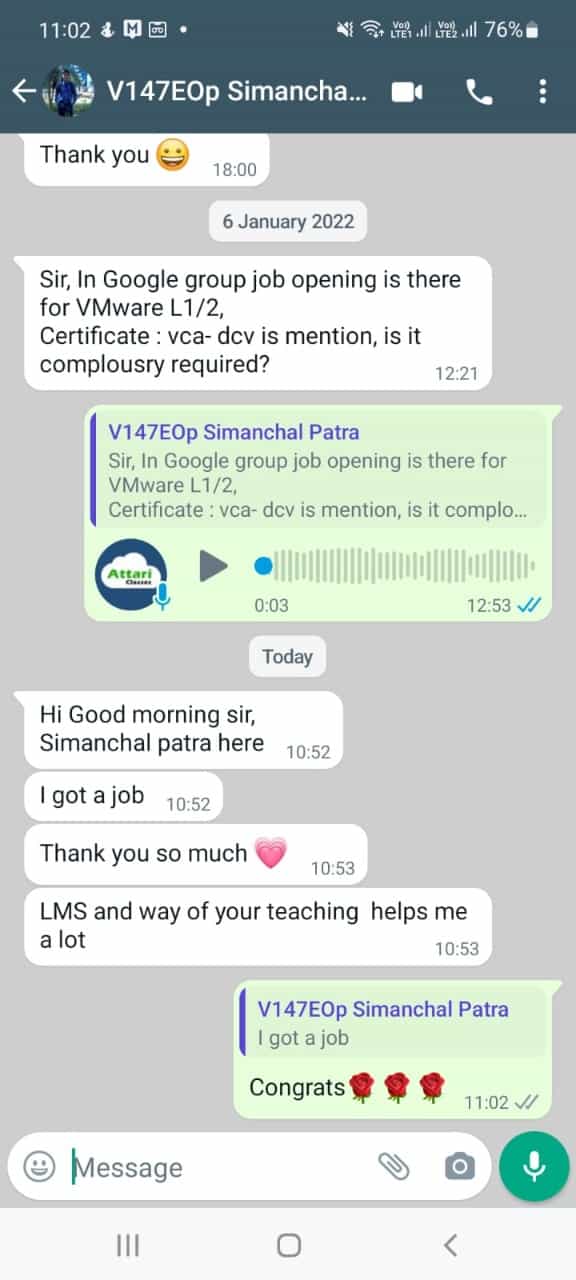 11:02
Vo) LTE1 Vo) LTE2 76%
V147EOp Simancha...
Thank you 😀 18:00
6 January 2022
Sir, In Google group job opening is there
for VMware L1/2,
Certificate : vca- dcv is mention, is it
complousry required?
12:21
V147EOp Simanchal Patra
Sir, In Google group job opening is there for
VMware L1/2,
Certificate : vca- dcv is mention, is it complo...
Attari
Classes
0:03 12:53
Today
Hi Good morning sir,
Simanchal patra here 10:52
I got a job 10:52
Thank you so much 💗 10:53
LMS and way of your teaching helps me
a lot 10:53
V147EOp Simanchal Patra
I got a job
Congrats🌹🌹🌹 11:02
Message